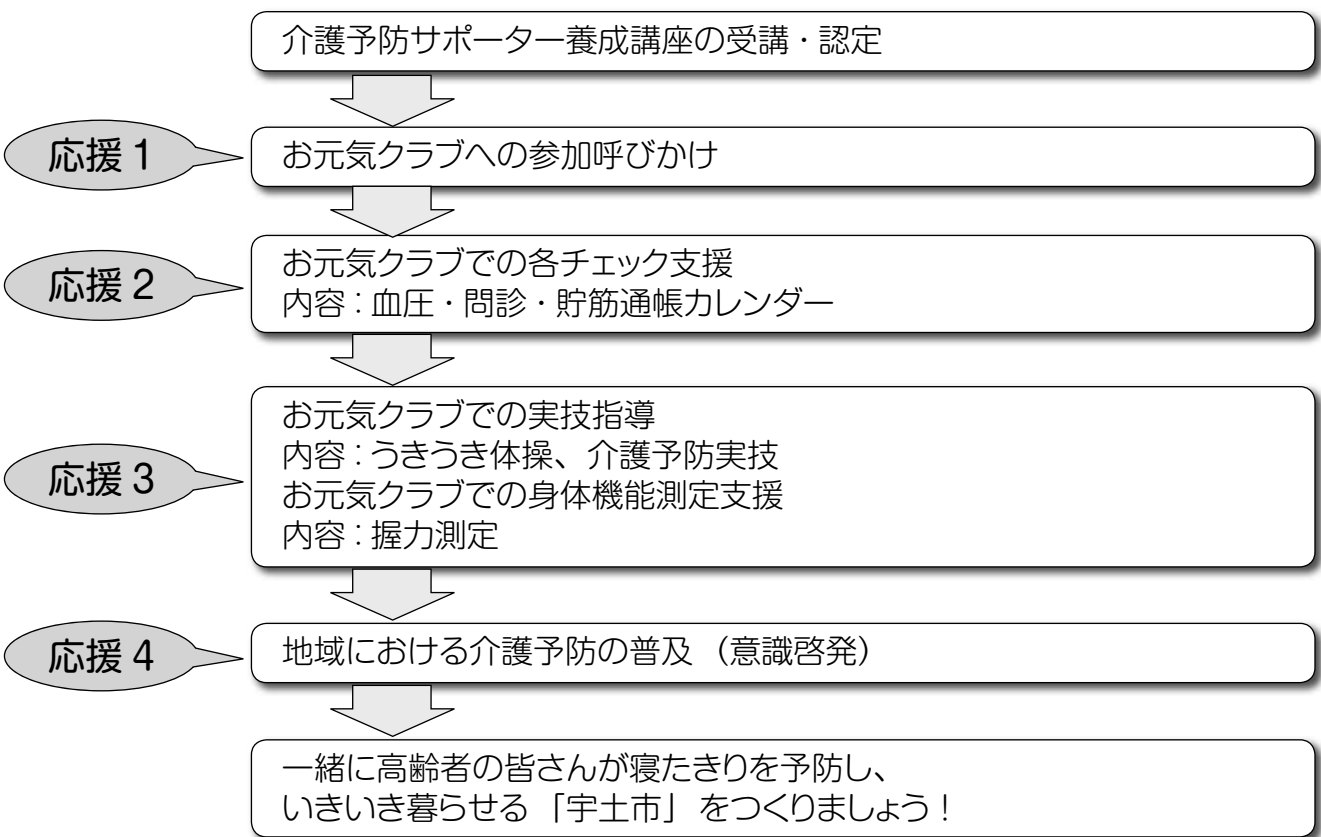 介護予防サポーター養成講座の受講・認定
応援 1
お元気クラブへの参加呼びかけ
応援 2
お元気クラブでの各チェック支援
内容：血圧・問診・貯筋通帳カレンダー
応援 3
お元気クラブでの実技指導
内容：うきうき体操、介護予防実技
お元気クラブでの身体機能測定支援
内容：握力測定
応援 4
地域における介護予防の普及（意識啓発）
一緒に高齢者の皆さんが寝たきりを予防し、
いきいき暮らせる「宇土市」をつくりましょう！